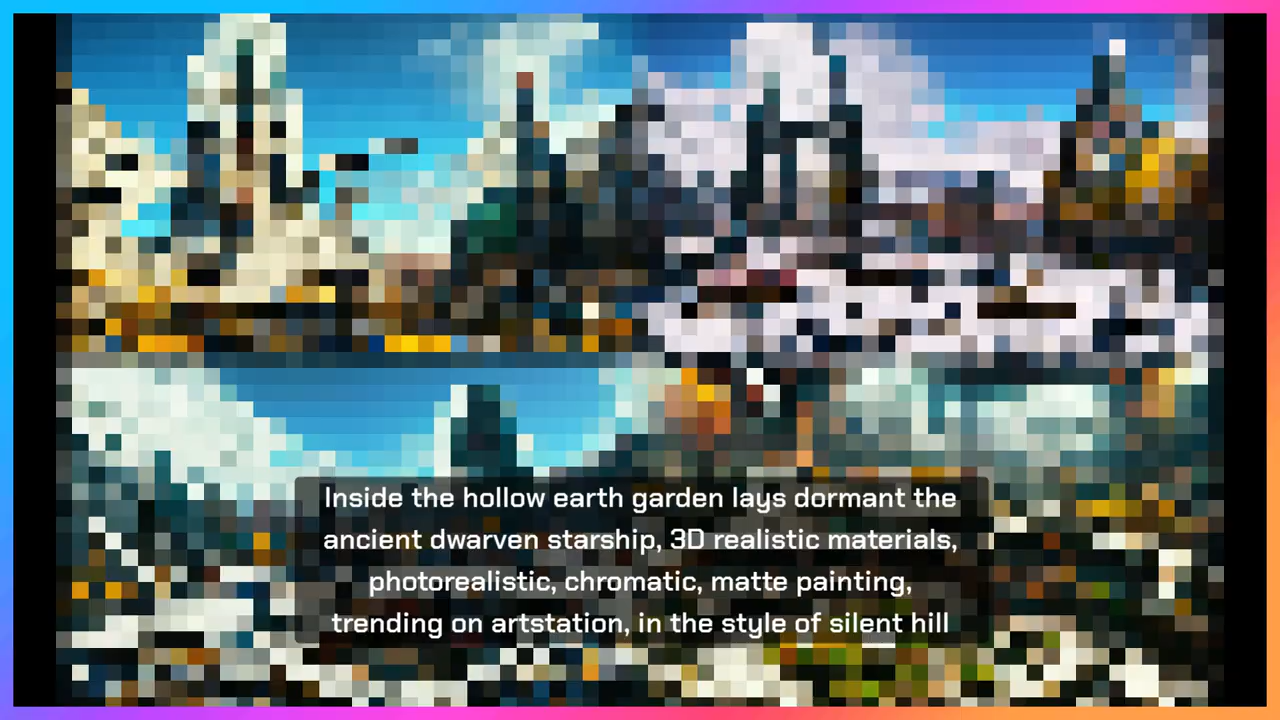 Inside the hollow earth garden lays dormant the
ancient dwarven starship, 3D realistic materials,
photorealistic, chromatic, matte painting,
trending on artstation, in the style of silent hill